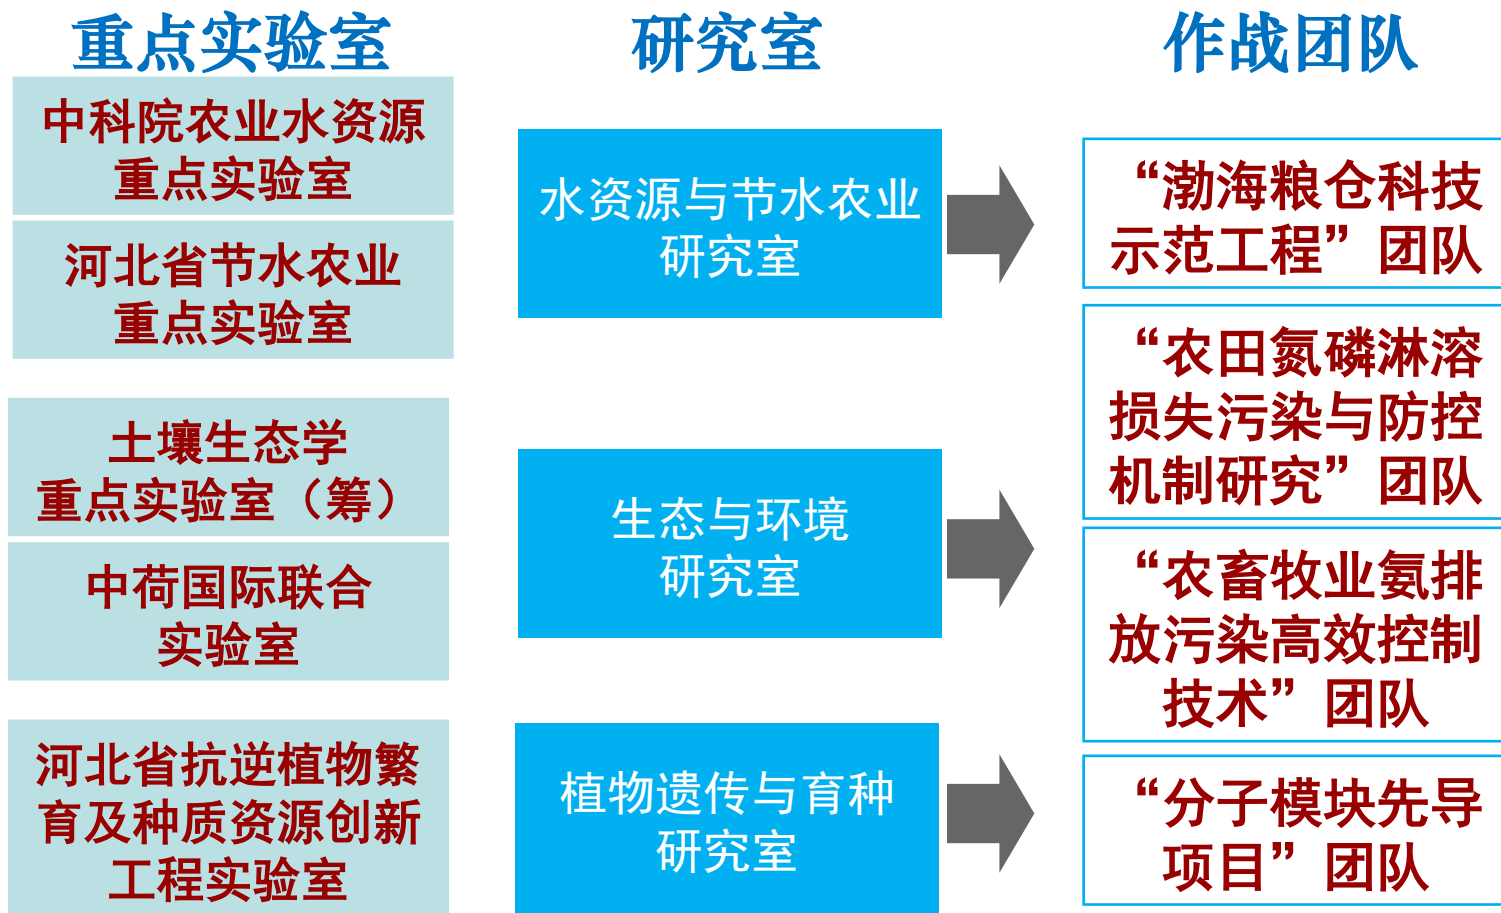 重点实验室
中科院农业水资源
重点实验室
河北省节水农业
重点实验室
土壤生态学
重点实验室（筹）
中荷国际联合
实验室
河北省抗逆植物繁
育及种质资源创新
工程实验室
研究室
水资源与节水农业
研究室
生态与环境
研究室
植物遗传与育种
研究室
作战团队
“渤海粮仓科技
示范工程”团队
“农田氮磷淋溶
损失污染与防控
机制研究”团队
“农畜牧业氨排
放污染高效控制
技术”团队
“分子模块先导
项目”团队